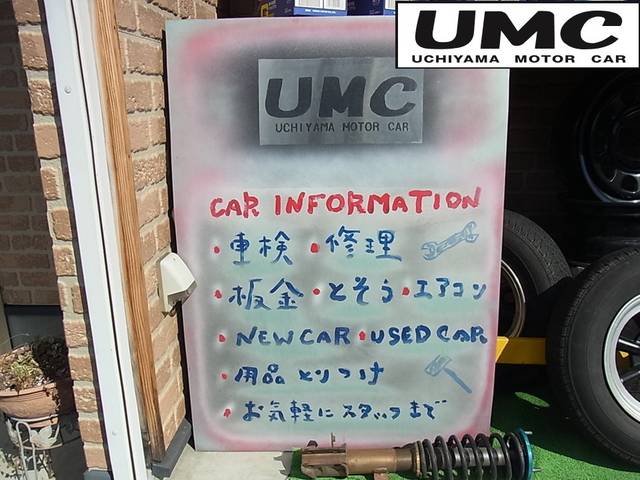 UMC
UCHIYAMA MOTOR CAR
UMC
UCHIYAMA MOTOR CAR
CAR INFORMATION
・車検 ・修理
・板金 ・とそう ・エアコン
・NEW CAR ・USED CAR
・用品とりつけ
・お気軽にスタッフまで